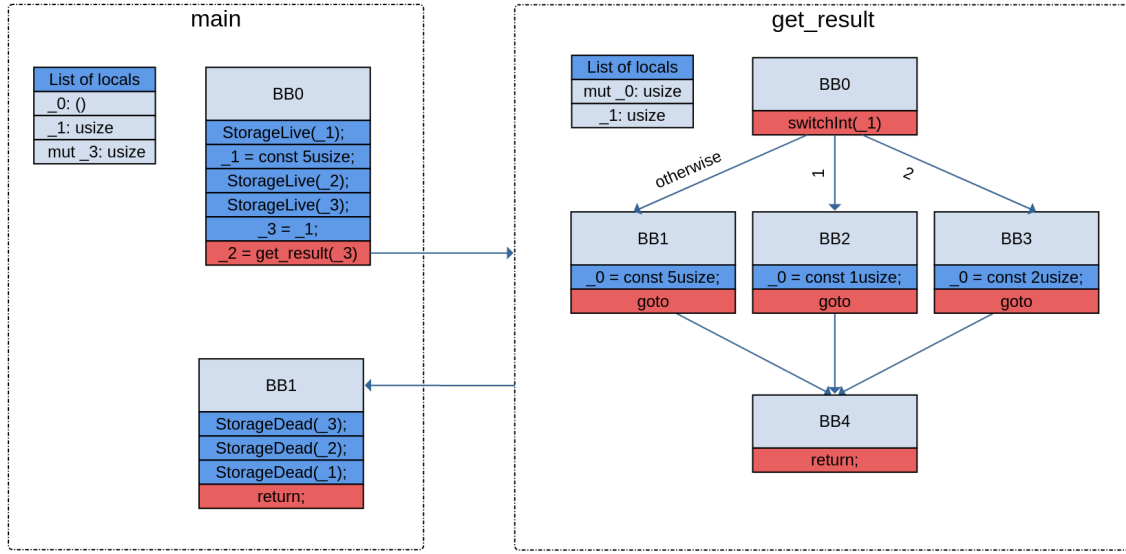 main
List of locals
_0: ()
_1: usize
mut _3: usize
BB0
StorageLive(_1);
_1 = const 5usize;
StorageLive(_2);
StorageLive(_3);
_3 = _1;
_2 = get_result(_3)
BB1
StorageDead(_3);
StorageDead(_2);
StorageDead(_1);
return;
get_result
List of locals
mut _0: usize
_1: usize
BB0
switchInt(_1)
otherwise
1
2
BB1
_0 = const 5usize;
goto
BB2
_0 = const 1usize;
goto
BB3
_0 = const 2usize;
goto
BB4
return;